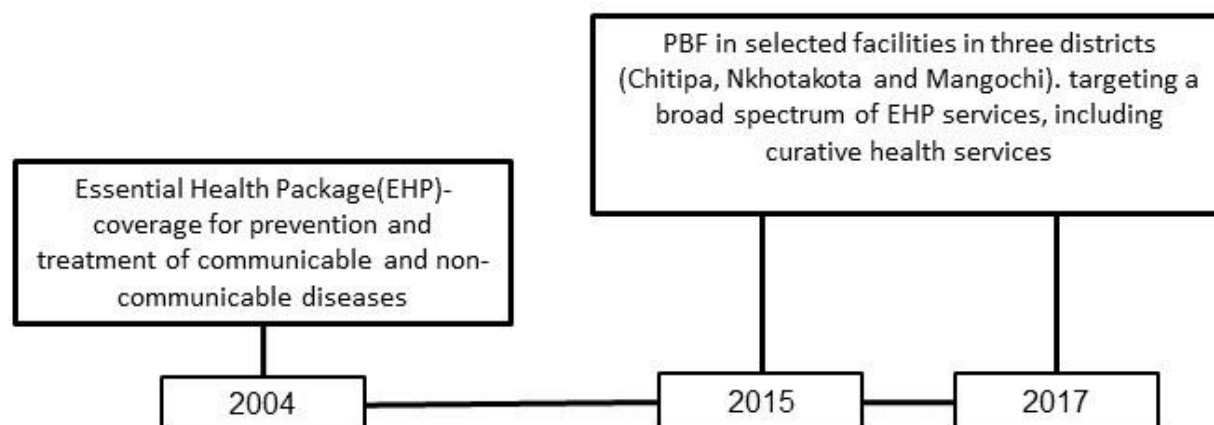 PBF in selected facilities in three districts
(Chitipa, Nkhotakota and Mangochi). targeting a
broad spectrum of EHP services, including
curative health services
Essential Health Package(EHP)-
coverage for prevention and
treatment of communicable and non-
communicable diseases
2004
2015
2017